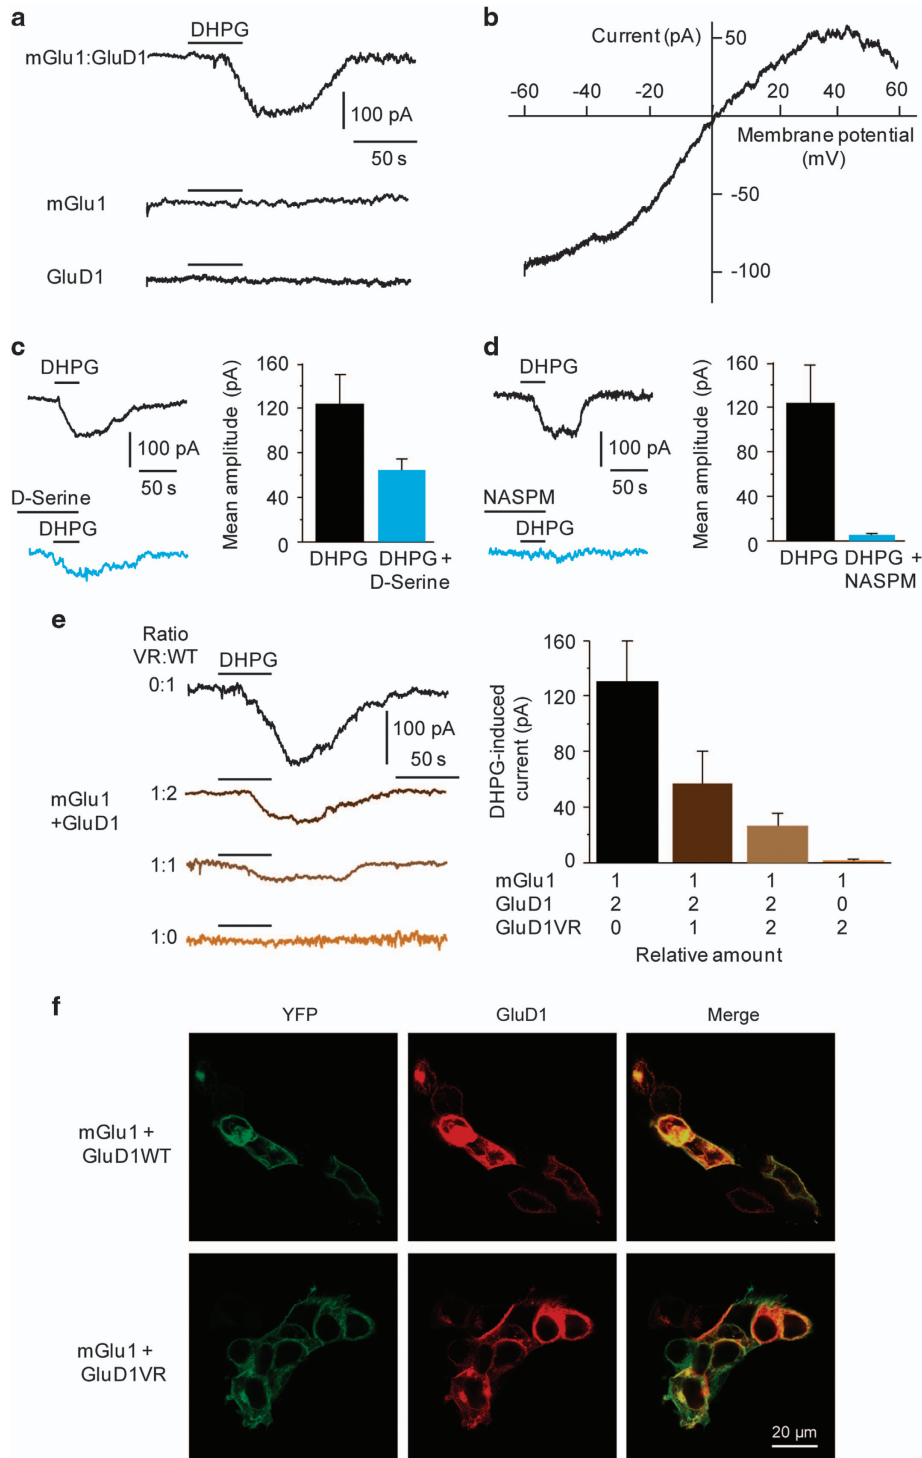 a
DHPG
mGlu1:GluD1
100 pA
50 s
mGlu1
GluD1
b
Current (pA)
50
-60 -40 -20 20 40 60
Membrane potential
(mV)
-50
-100
c
DHPG
100 pA
50 s
D-Serine
DHPG
Mean amplitude (pA)
160
120
80
40
0
DHPG DHPG +
D-Serine
d
DHPG
100 pA
50 s
NASPM
DHPG
Mean amplitude (pA)
160
120
80
40
0
DHPG DHPG +
NASPM
e
Ratio
VR:WT
DHPG
0:1
100 pA
50 s
mGlu1
+GluD1
1:2
1:1
1:0
DHPG-induced
current (pA)
160
120
80
40
0
mGlu1 1 1 1 1
GluD1 2 2 2 0
GluD1VR 0 1 2 2
Relative amount
f
YFP GluD1 Merge
mGlu1 +
GluD1WT
mGlu1 +
GluD1VR
20 µm